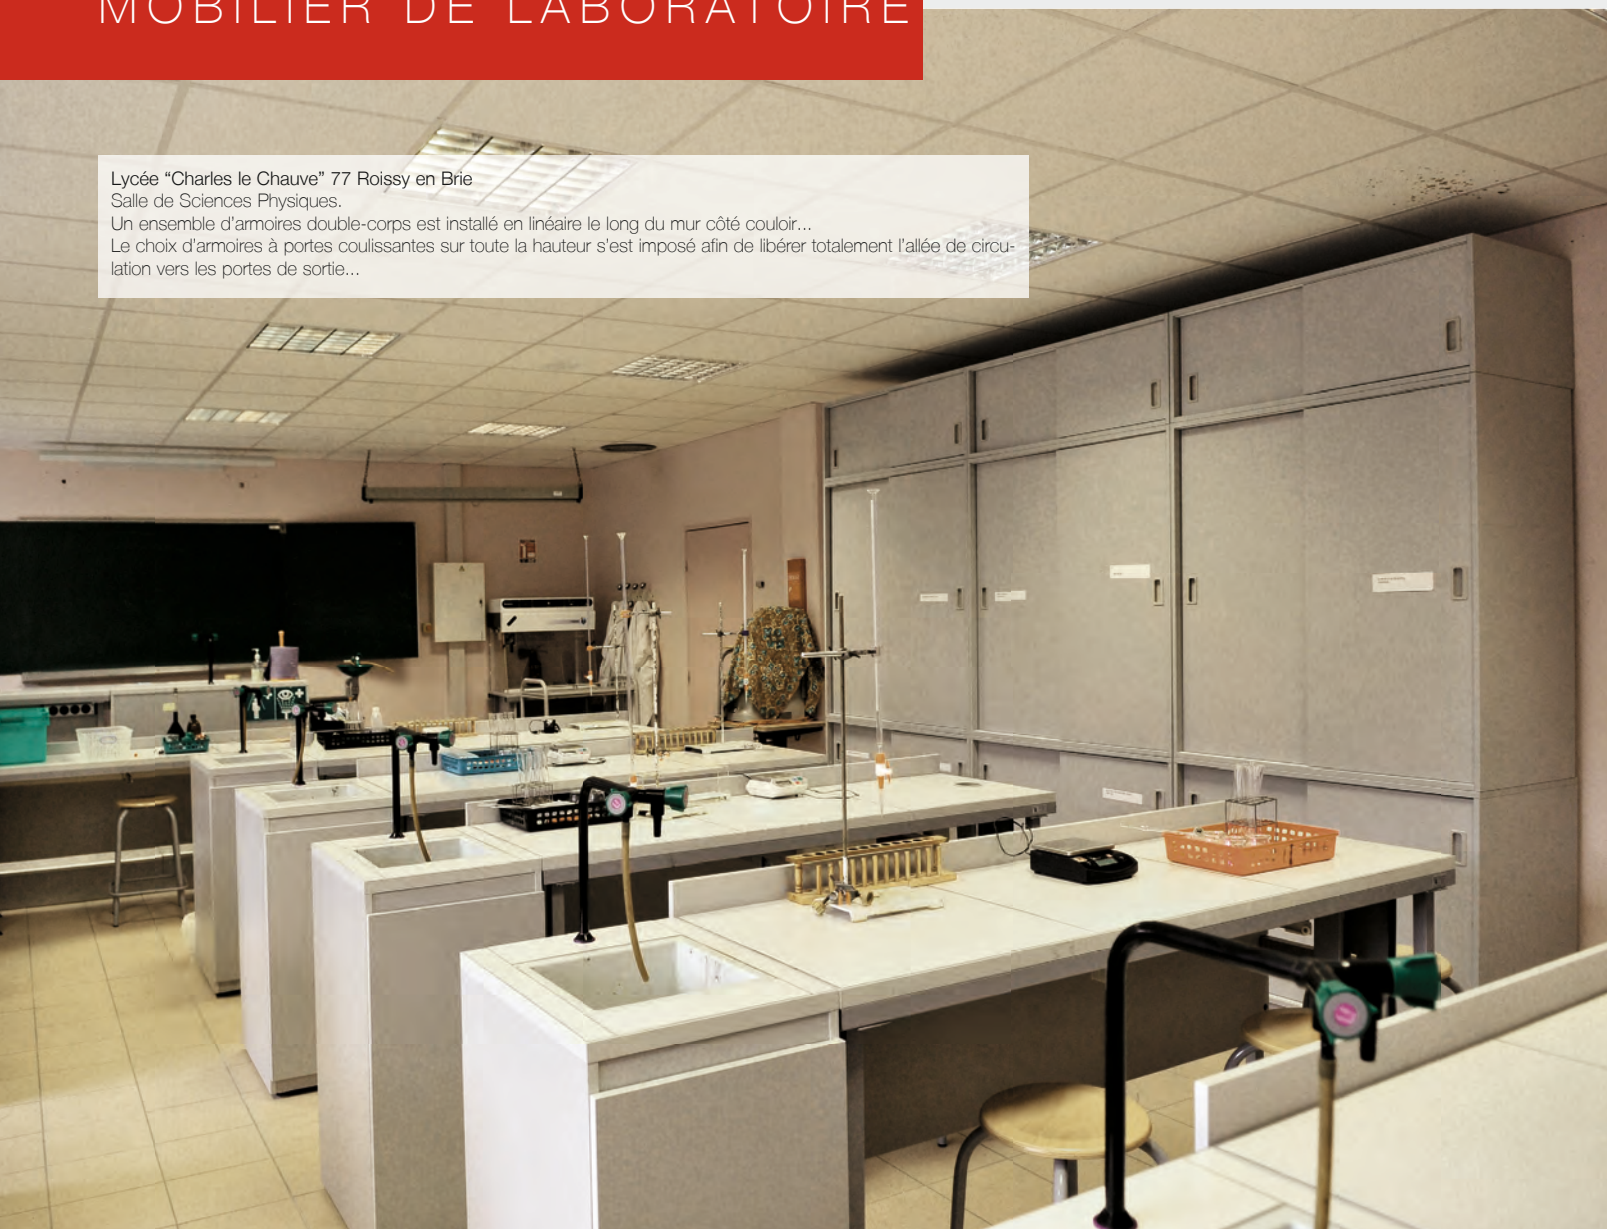 MOBILIER DE LABORATOIRE
Lycée “Charles le Chauve” 77 Roissy en Brie
Salle de Sciences Physiques.
Un ensemble d’armoires double-corps est installé en linéaire le long du mur côté couloir...
Le choix d’armoires à portes coulissantes sur toute la hauteur s’est imposé afin de libérer totalement l’allée de circu-
lation vers les portes de sortie...